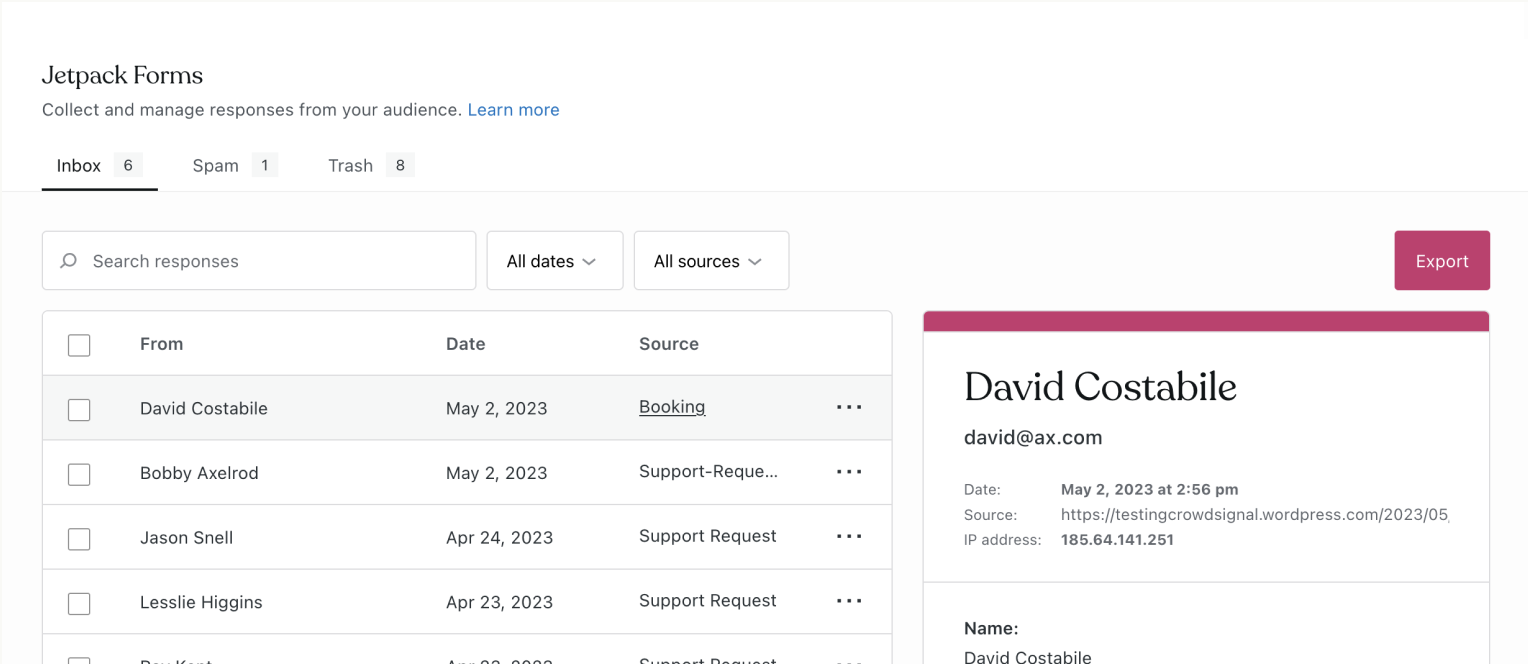 Jetpack Forms
Collect and manage responses from your audience. Learn more
Inbox 6 Spam 1 Trash 8
Search responses All dates All sources Export
From Date Source
David Costabile May 2, 2023 Booking
Bobby Axelrod May 2, 2023 Support-Reque...
Jason Snell Apr 24, 2023 Support Request
Lesslie Higgins Apr 23, 2023 Support Request
Support Request
David Costabile
david@ax.com
Date: May 2, 2023 at 2:56 pm
Source: https://testingcrowdsignal.wordpress.com/2023/05
IP address: 185.64.141.251
Name:
David Costabile